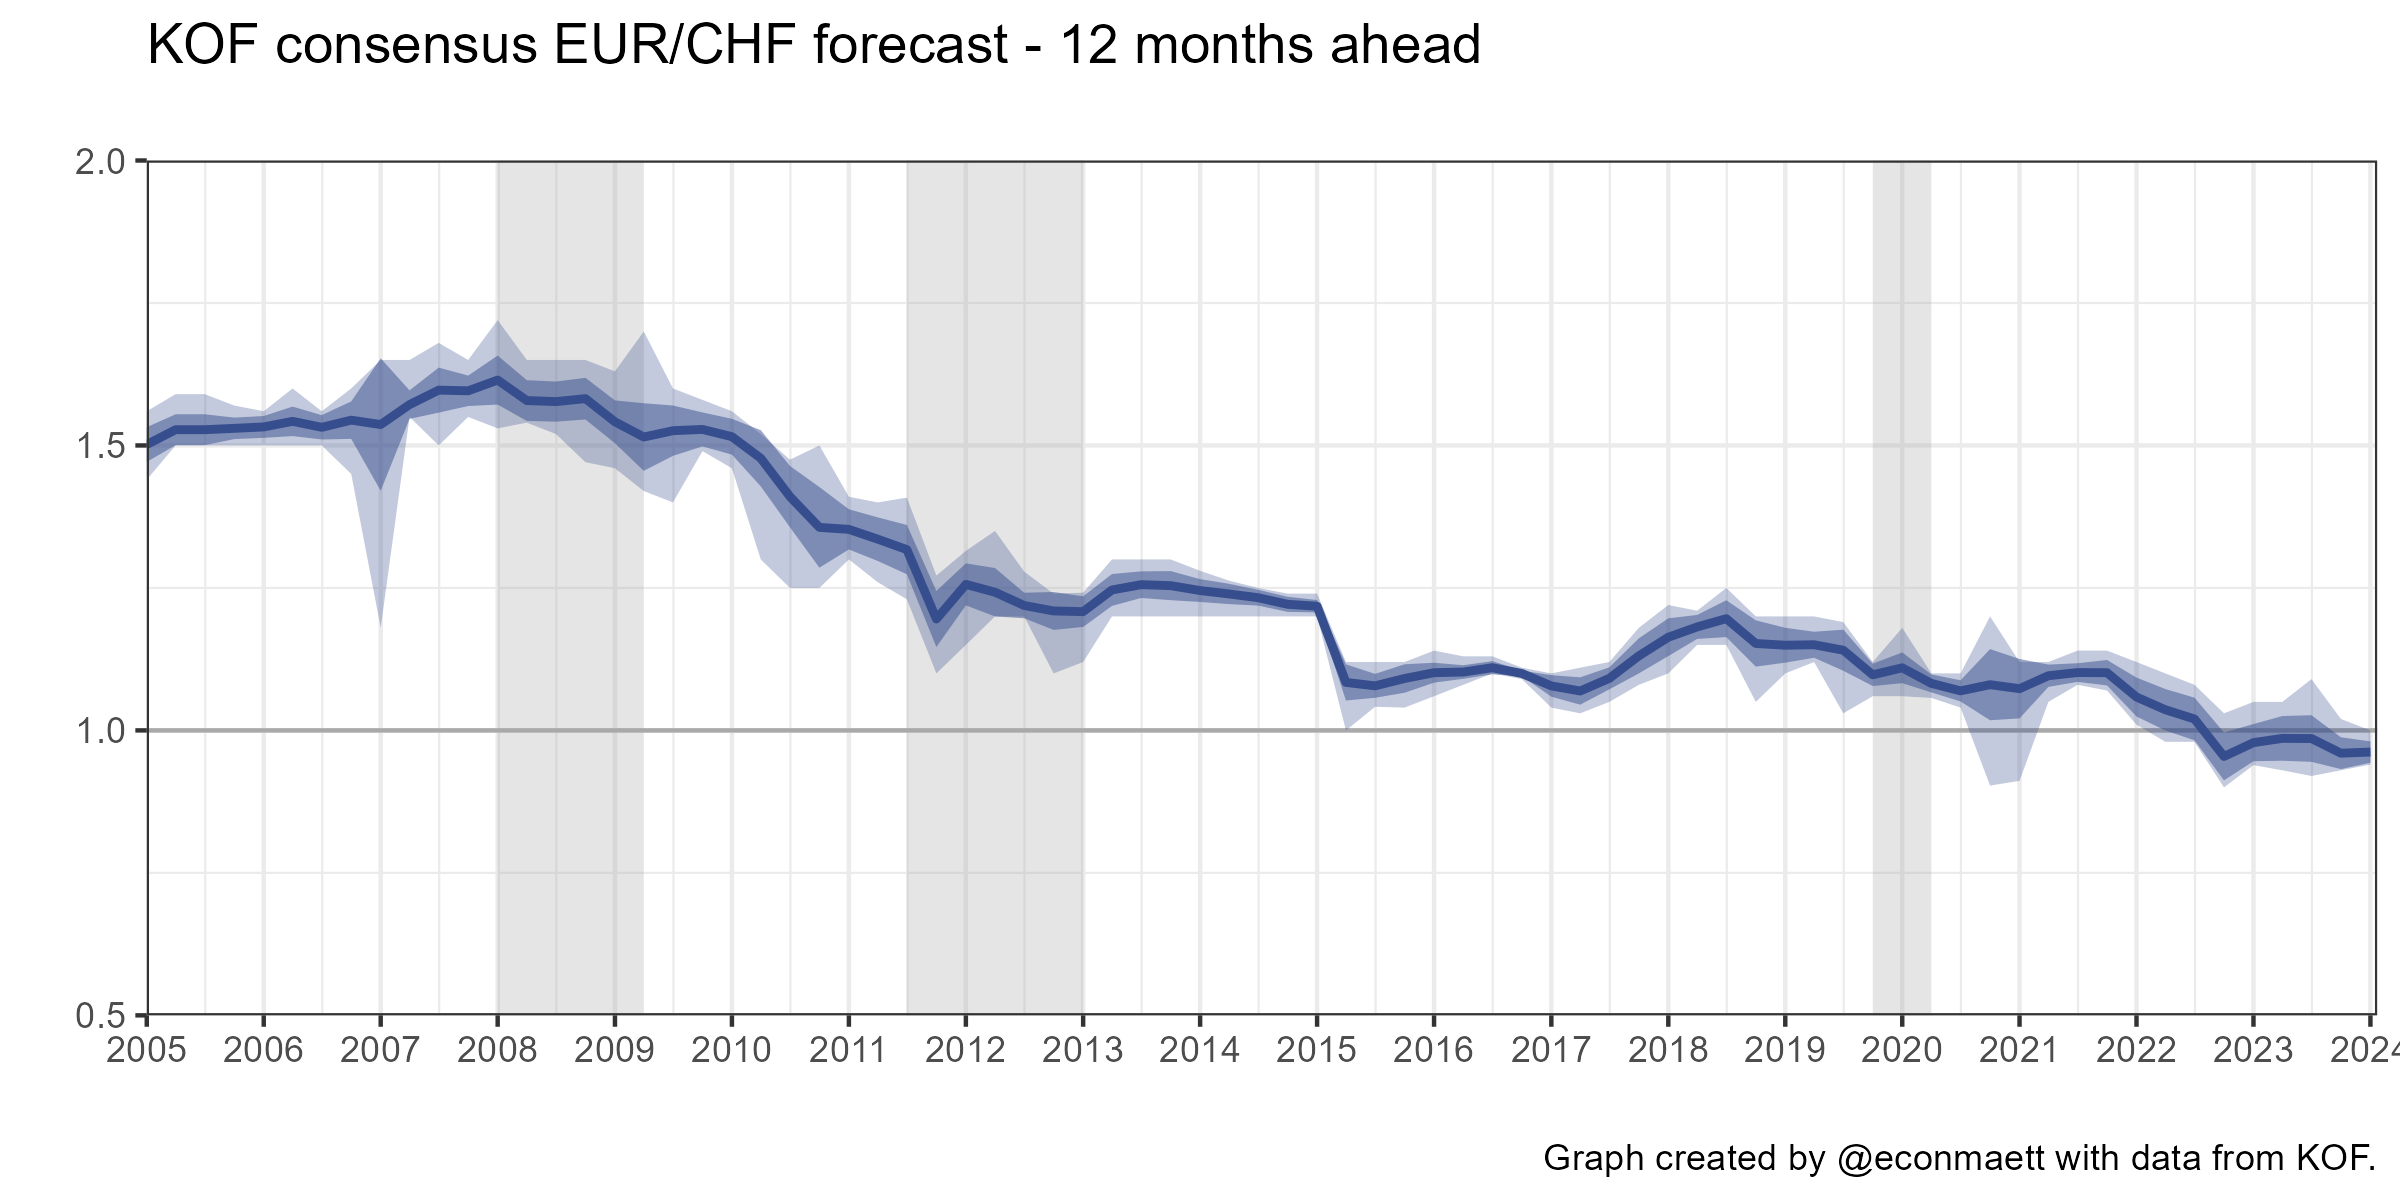 KOF consensus EUR/CHF forecast - 12 months ahead
2.0
1.5
1.0
0.5
2005 2006 2007 2008 2009 2010 2011 2012 2013 2014 2015 2016 2017 2018 2019 2020 2021 2022 2023 2024
Graph created by @econmaett with data from KOF.